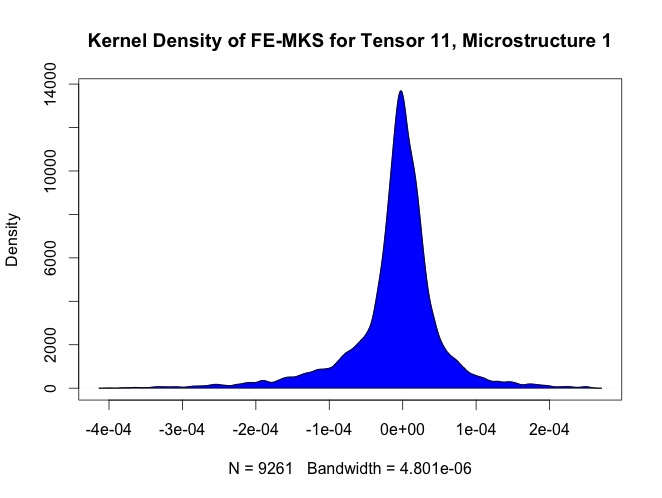 Kernel Density of FE-MKS for Tensor 11, Microstructure 1
Density
14000
10000
6000
2000
0
-4e-04 -3e-04 -2e-04 -1e-04 0e+00 1e-04 2e-04
N = 9261 Bandwidth = 4.801e-06